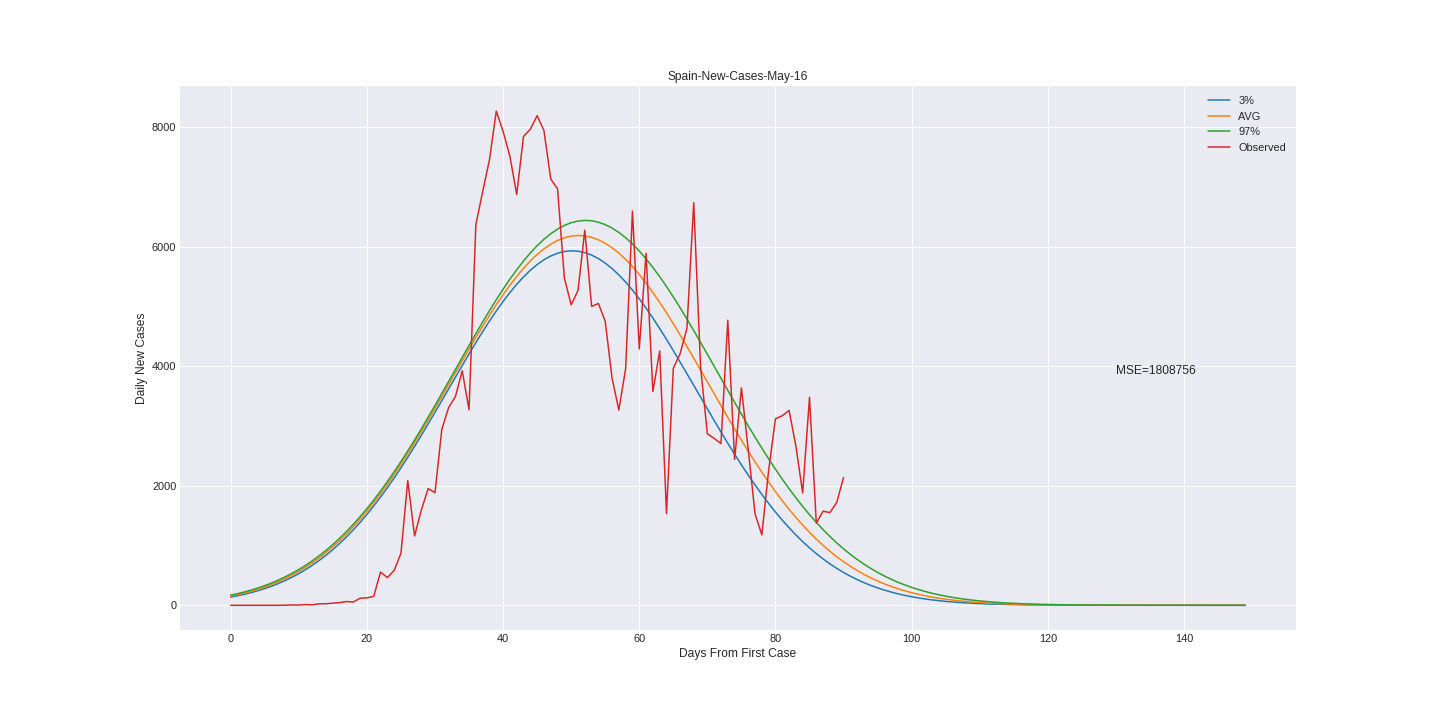 Spain-New-Cases-May-16
3%
AVG
97%
Observed
Daily New Cases
8000
6000
4000
2000
0
MSE=1808756
0 20 40 60 80 100 120 140
Days From First Case